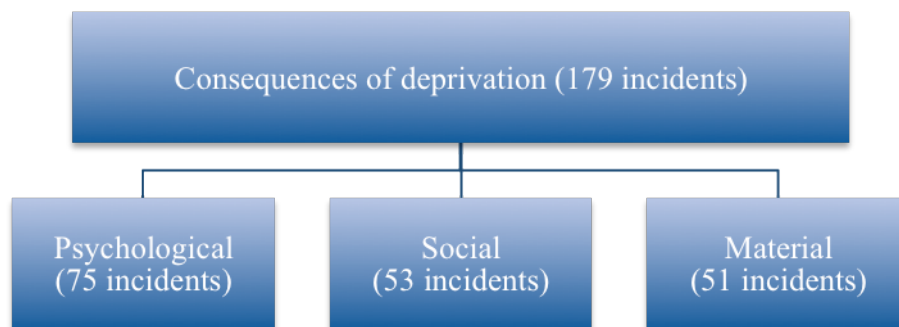 Consequences of deprivation (179 incidents)
Psychological
(75 incidents)
Social
(53 incidents)
Material
(51 incidents)